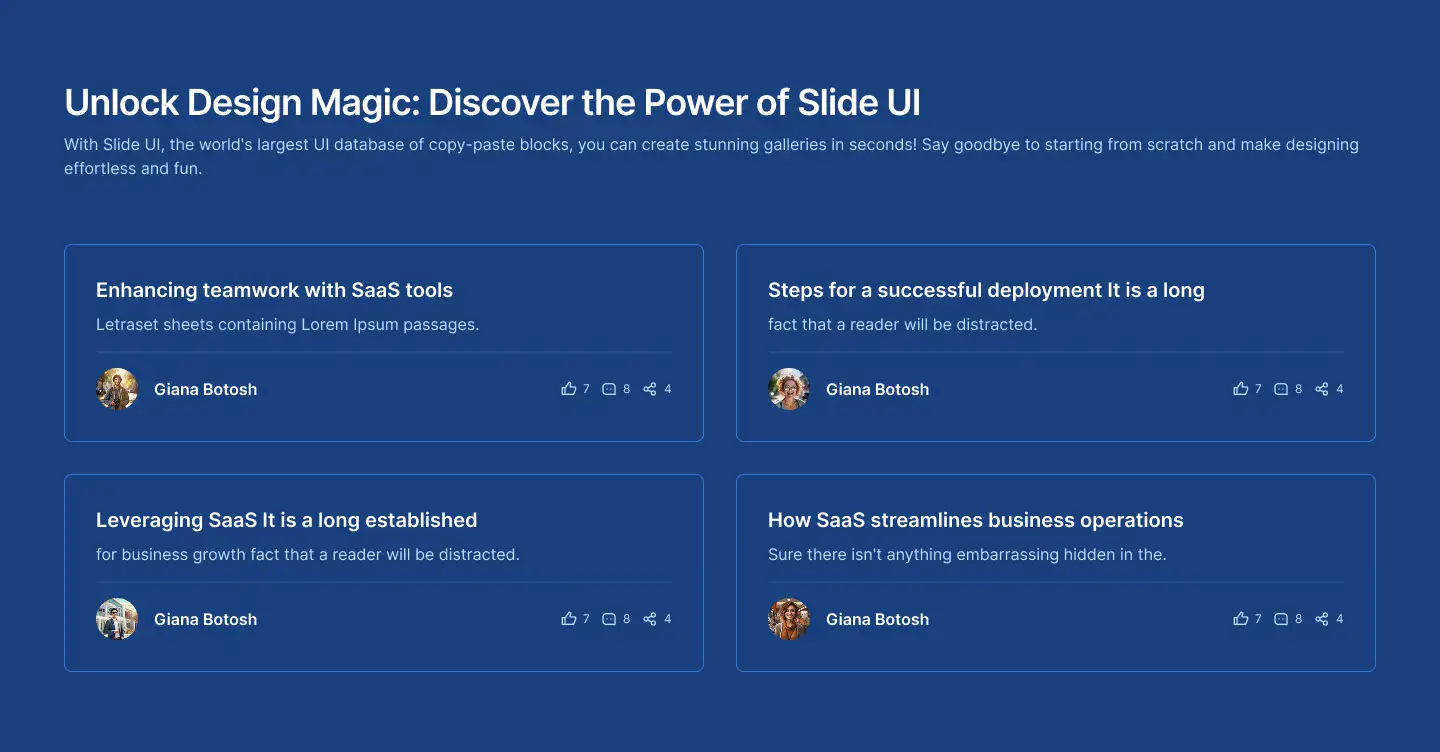 Unlock Design Magic: Discover the Power of Slide UI
With Slide UI, the world's largest UI database of copy-paste blocks, you can create stunning galleries in seconds! Say goodbye to starting from scratch and make designing
effortless and fun.
Enhancing teamwork with SaaS tools
Letraset sheets containing Lorem Ipsum passages.
Giana Botosh 7 8 4
Steps for a successful deployment It is a long
fact that a reader will be distracted.
Giana Botosh 7 8 4
Leveraging SaaS It is a long established
for business growth fact that a reader will be distracted.
Giana Botosh 7 8 4
How SaaS streamlines business operations
Sure there isn't anything embarrassing hidden in the.
Giana Botosh 7 8 4